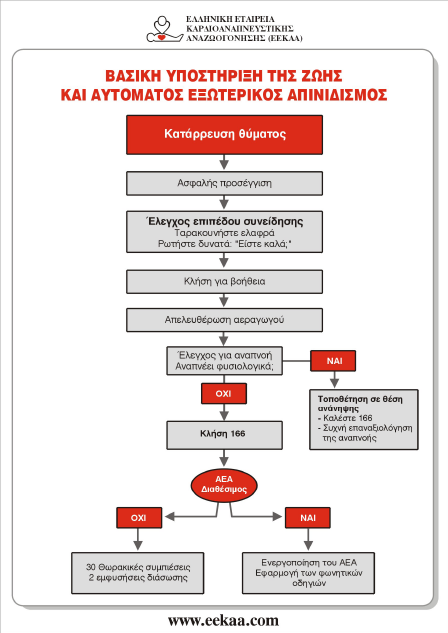 ΕΛΛΗΝΙΚΗ ΕΤΑΙΡΕΙΑ
ΚΑΡΔΙΟΑΝΑΠΝΕΥΣΤΙΚΗΣ
ΑΝΑΖΩΟΓΟΝΗΣΗΣ (ΕΕΚΑΑ)
ΒΑΣΙΚΗ ΥΠΟΣΤΗΡΙΞΗ ΤΗΣ ΖΩΗΣ
ΚΑΙ ΑΥΤΟΜΑΤΟΣ ΕΞΩΤΕΡΙΚΟΣ ΑΠΙΝΙΔΙΣΜΟΣ
Κατάρρευση θύματος
Ασφαλής προσέγγιση
Έλεγχος επιπέδου συνείδησης
Ταρακουνήστε ελαφρά
Ρωτήστε δυνατά: "Είστε καλά;"
Κλήση για βοήθεια
Απελευθέρωση αεραγωγού
Έλεγχος για αναπνοή
Αναπνέει φυσιολογικά;
ΝΑΙ
ΟΧΙ
Τοποθέτηση σε θέση
ανάνηψης
- Καλέστε 166
- Συχνή επαναξιολόγηση
της αναπνοής
Κλήση 166
ΑΕΑ
Διαθέσιμος
ΟΧΙ
ΝΑΙ
30 Θωρακικές συμπιέσεις
2 εμφυσήσεις διάσωσης
Ενεργοποίηση του ΑΕΑ
Εφαρμογή των φωνητικών
οδηγιών
www.eekaa.com